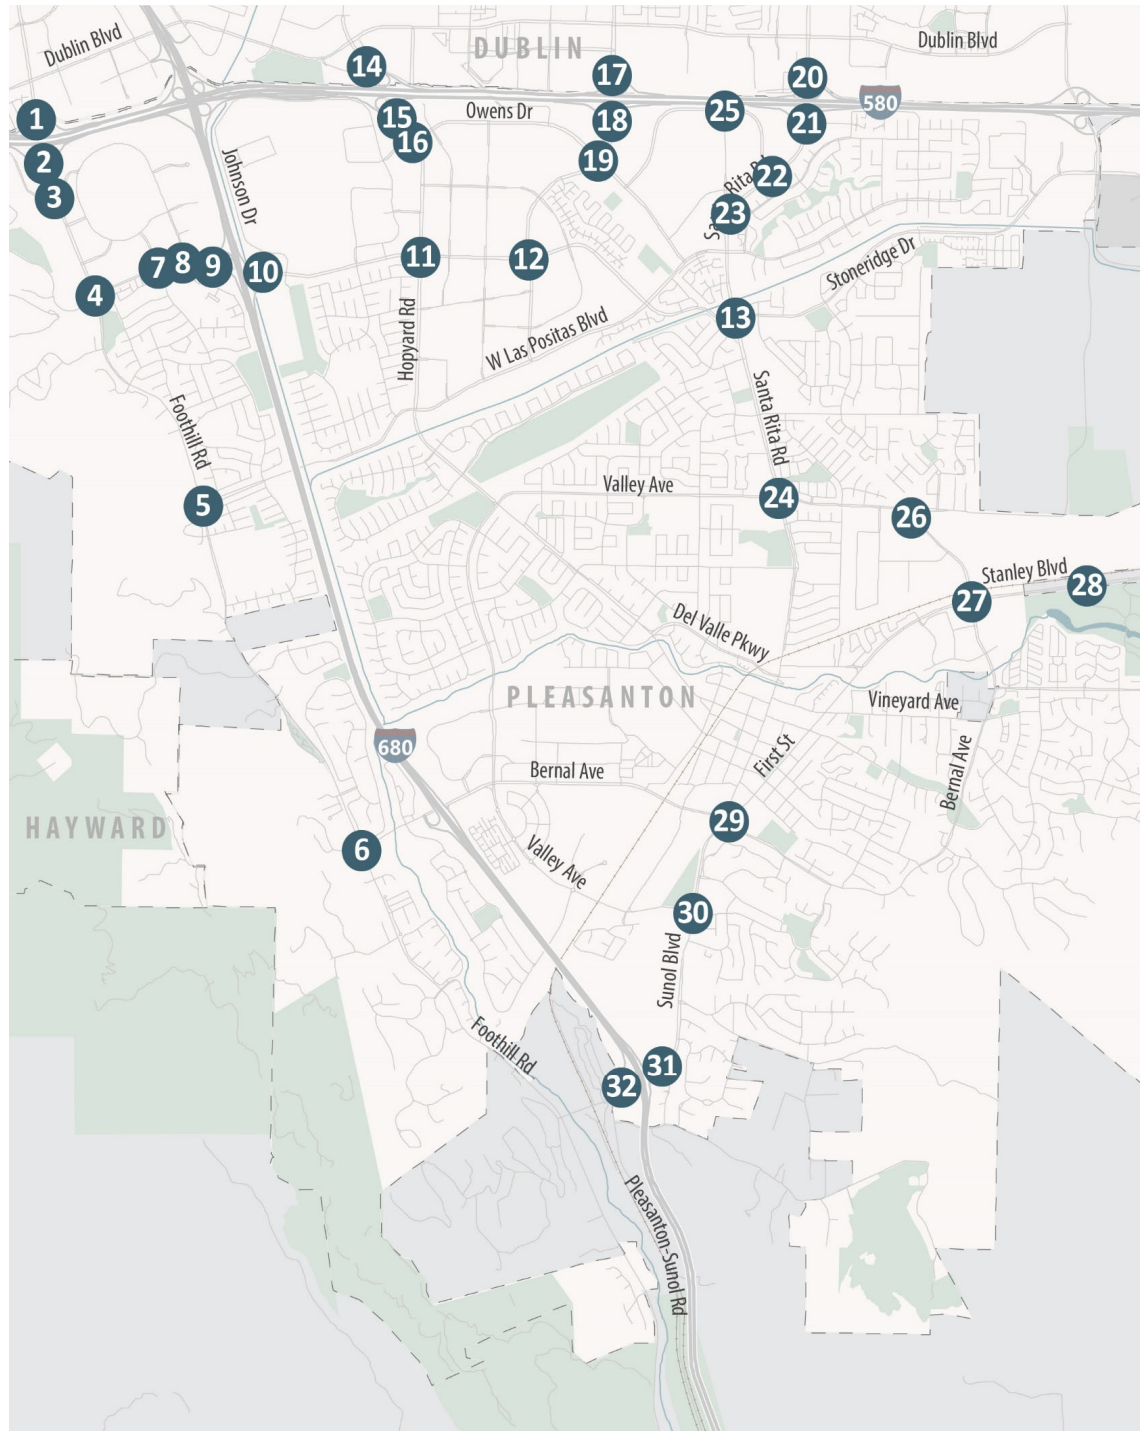 Dublin Blvd
DUBLIN
Dublin Blvd
14
17
20
580
1
15
Owens Dr
18
25
21
16
2
19
3
Johnson Dr
22
Rita Rd
23
7
8
9
10
11
12
Stoneridge Dr
4
13
Hopyard Rd
W Las Positas Blvd
Foothill Rd
Santa Rita Rd
5
Valley Ave
24
26
Stanley Blvd
27
28
Del Valle Pkwy
PLEASANTON
Vineyard Ave
680
First St
Bernal Ave
Bernal Ave
HAYWARD
6
29
Valley Ave
30
Sunol Blvd
Foothill Rd
31
32
Pleasanton-Sunol Rd